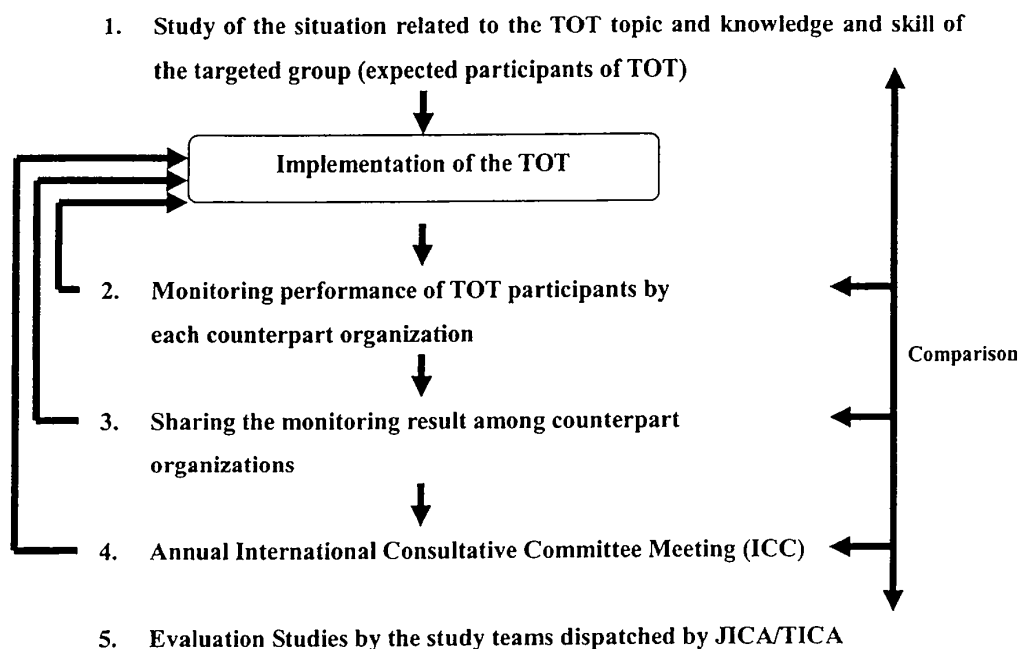 1. Study of the situation related to the TOT topic and knowledge and skill of
the targeted group (expected participants of TOT)
Implementation of the TOT
2. Monitoring performance of TOT participants by
each counterpart organization
Comparison
3. Sharing the monitoring result among counterpart
organizations
4. Annual International Consultative Committee Meeting (ICC)
5. Evaluation Studies by the study teams dispatched by JICA/TICA